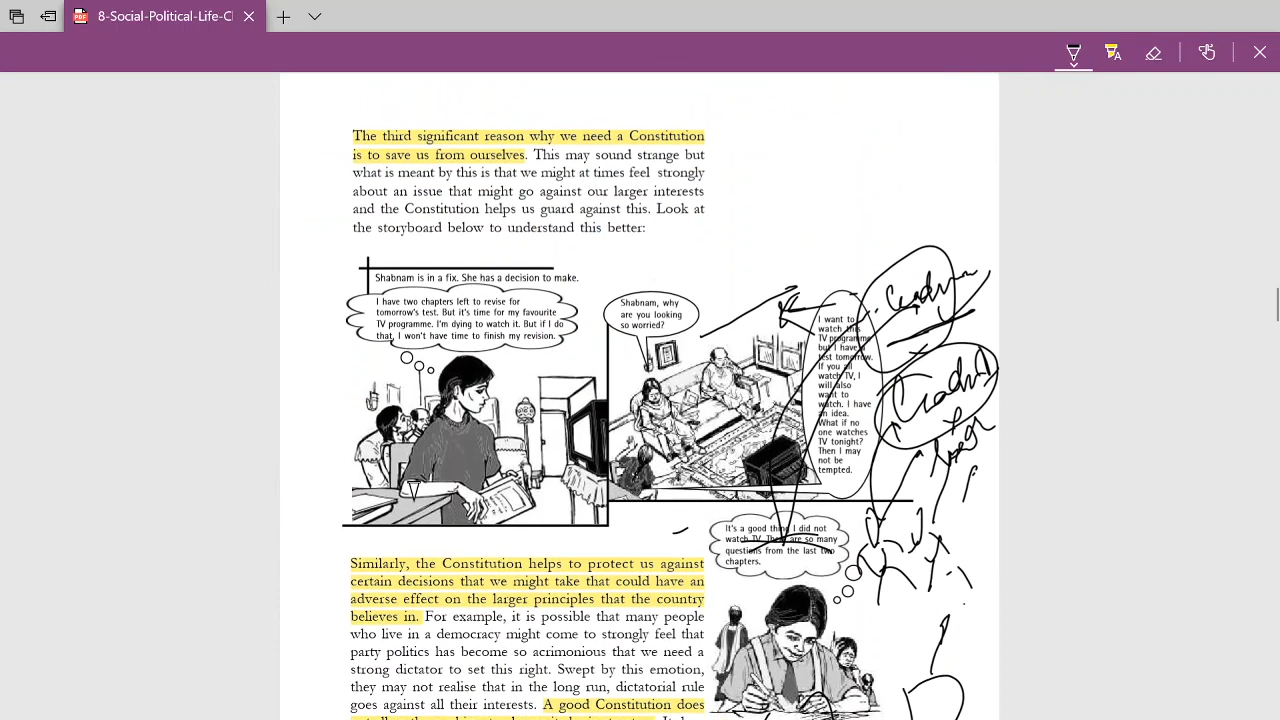 8-Social-Political-Life-Cl
The third significant reason why we need a Constitution
is to save us from ourselves. This may sound strange but
what is meant by this is that we might at times feel strongly
about an issue that might go against our larger interests
and the Constitution helps us guard against this. Look at
the storyboard below to understand this better:
Shabnam is in a fix. She has a decision to make.
I have two chapters left to revise for
tomorrow's test. But it's time for my favourite
TV programme. I'm dying to watch it. But if I do
that, I won't have time to finish my revision.
Shabnam, why
are you looking
so worried?
I want to
watch this
TV programme
but I have a
test tomorrow.
If you all
watch TV, I
will also
want to
watch. I have
an idea.
What if no
one watches
TV tonight?
Then I may
not be
tempted.
It's a good thing I did not
watch TV. There are so many
questions from the last two
chapters.
Similarly, the Constitution helps to protect us against
certain decisions that we might take that could have an
adverse effect on the larger principles that the country
believes in. For example, it is possible that many people
who live in a democracy might come to strongly feel that
party politics has become so acrimonious that we need a
strong dictator to set this right. Swept by this emotion,
they may not realise that in the long run, dictatorial rule
goes against all their interests. A good Constitution does